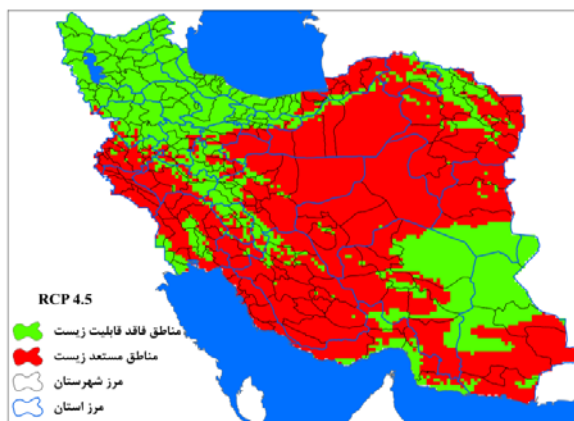 RCP 4.5
مناطق فاقد قابلیت زیست
مناطق مستعد زیست
مرز شهرستان
مرز استان